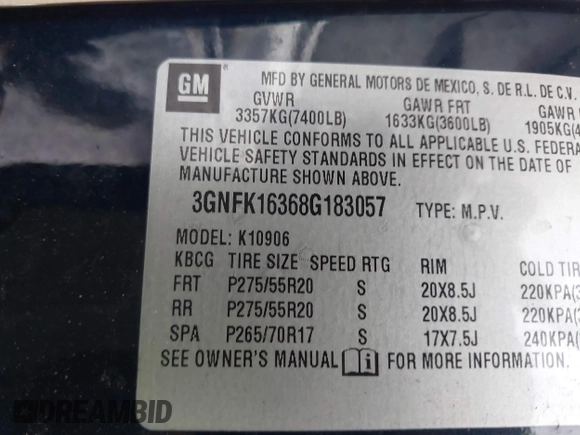 GM ®
MFD BY GENERAL MOTORS DE MEXICO, S. DE R.L. DE C.V.
GVWR GAWR FRT GAWR
3357KG(7400LB) 1633KG(3600LB) 1905KG(4
THIS VEHICLE CONFORMS TO ALL APPLICABLE U.S. FEDERA
VEHICLE SAFETY STANDARDS IN EFFECT ON THE DATE OF
MANUFACTURE SHOWN ABOVE.
3GNFK16368G183057 TYPE: M.P.V.
MODEL: K10906
KBCG TIRE SIZE SPEED RTG RIM COLD TIR
FRT P275/55R20 S 20X8.5J 220KPA(3
RR P275/55R20 S 20X8.5J 220KPA(3
SPA P265/70R17 S 17X7.5J 240KPA(
SEE OWNER'S MANUAL i FOR MORE INFORMATION.
DREAMBID